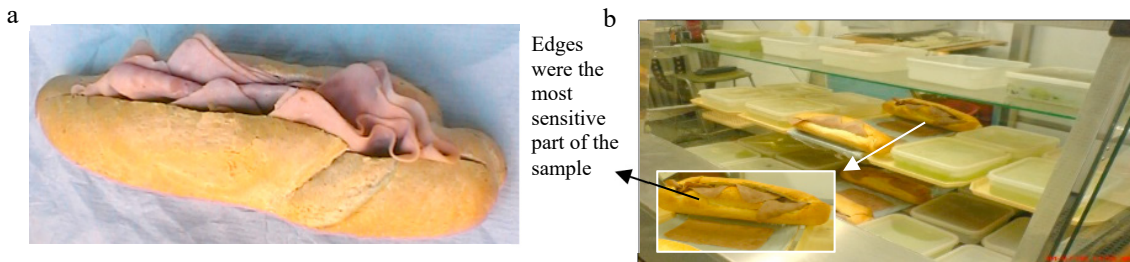 a
b
Edges
were the
most
sensitive
part of the
sample